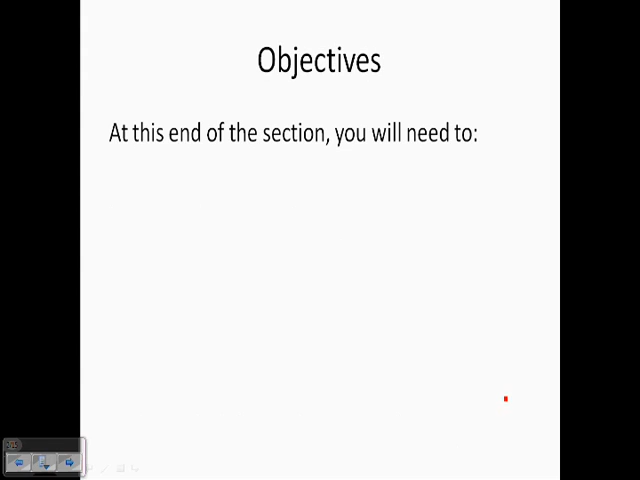 Objectives
At this end of the section, you will need to: